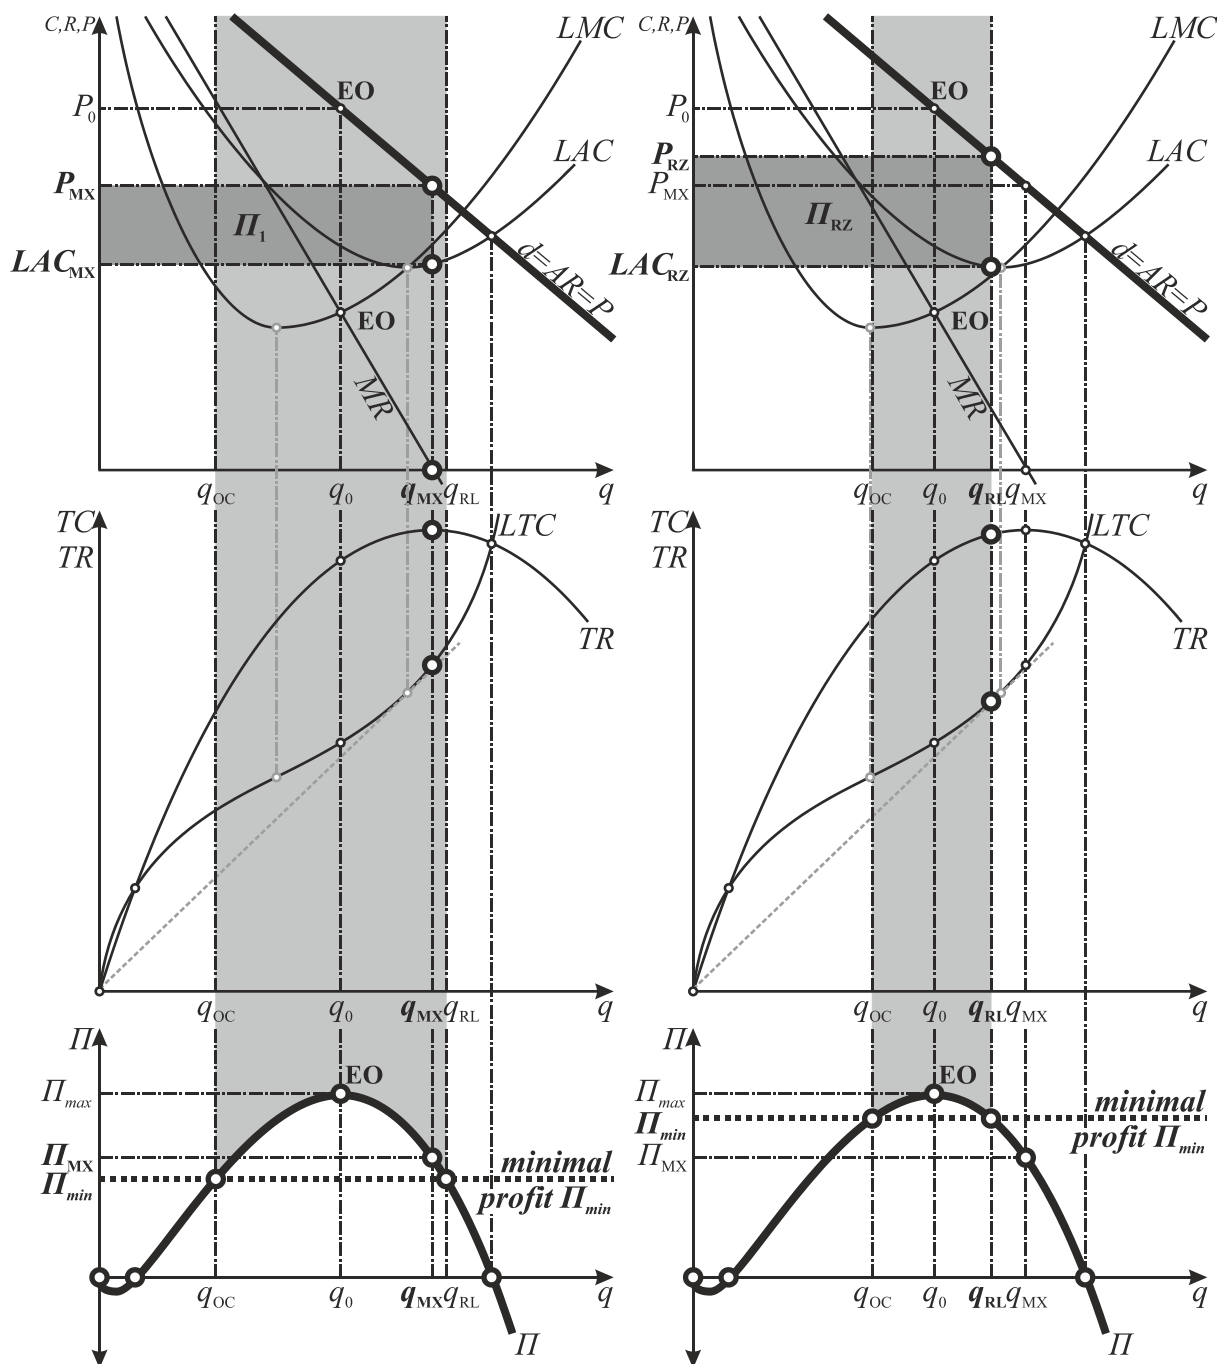 C,R,P
LMC
EO
P0
LAC
PMX
Π1
LACMX
d=AR=P
EO
MR
qOC q0 qMX qRL q
TC
TR
LTC
TR
qOC q0 qMX qRL q
Π
EO
Πmax
ΠMX
Πmin
minimal
profit Πmin
qOC q0 qMX qRL q
Π
C,R,P
LMC
EO
P0
PRZ
LAC
PMX
ΠRZ
LACRZ
d=AR=P
EO
MR
qOC q0 qRL qMX q
TC
TR
LTC
TR
qOC q0 qRL qMX q
Π
EO
Πmax
Πmin
ΠMX
minimal
profit Πmin
qOC q0 qRL qMX q
Π